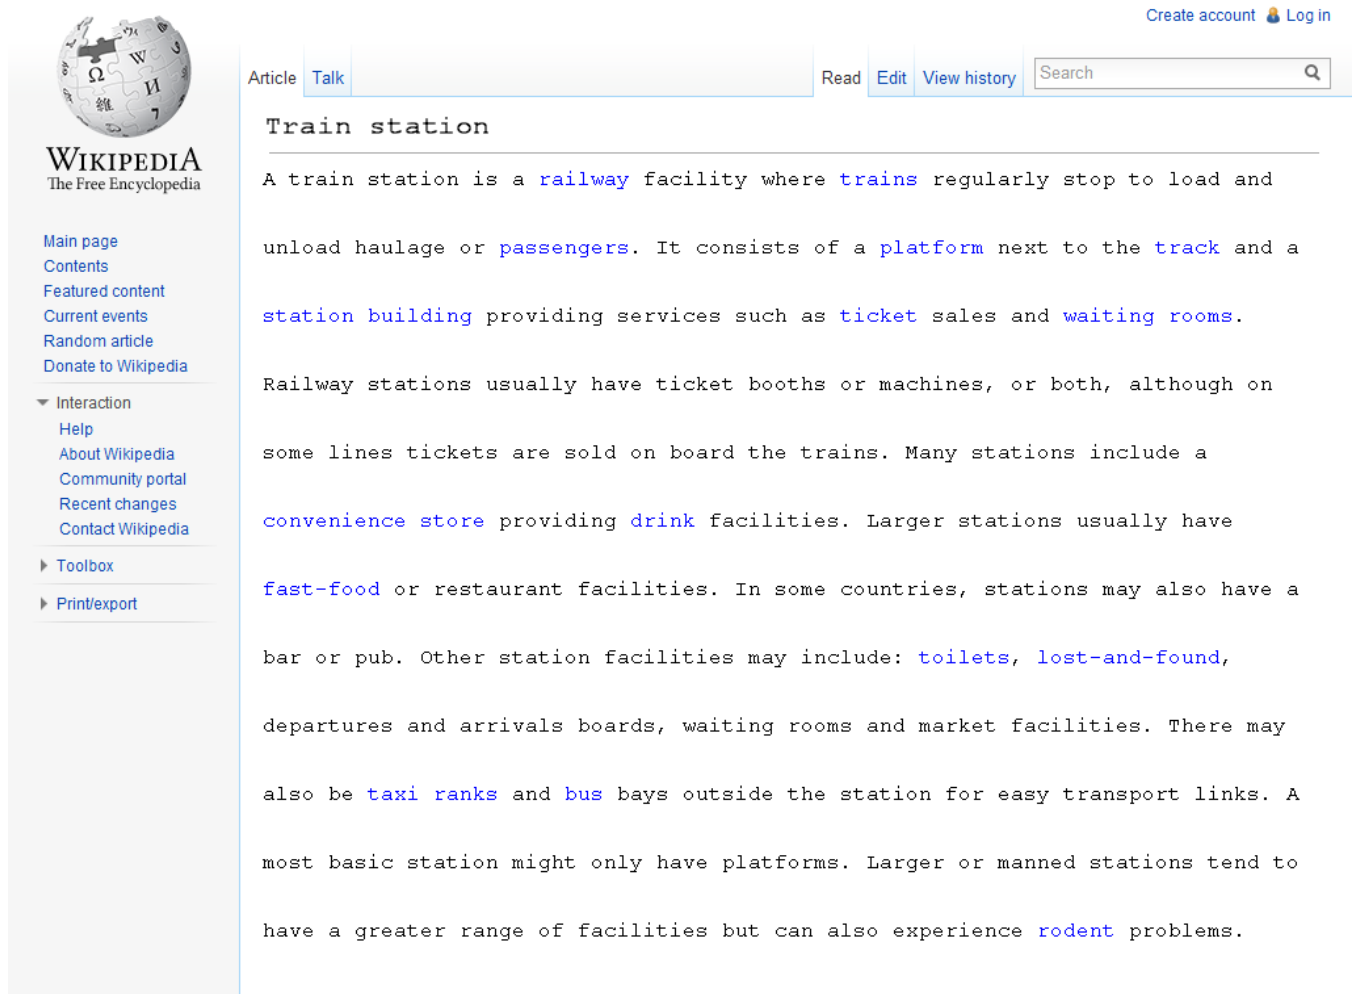 Create account Log in
Article Talk Read Edit View history Search
WIKIPEDIA
The Free Encyclopedia
Main page
Contents
Featured content
Current events
Random article
Donate to Wikipedia
Interaction
Help
About Wikipedia
Community portal
Recent changes
Contact Wikipedia
Toolbox
Print/export
Train station
A train station is a railway facility where trains regularly stop to load and
unload haulage or passengers. It consists of a platform next to the track and a
station building providing services such as ticket sales and waiting rooms.
Railway stations usually have ticket booths or machines, or both, although on
some lines tickets are sold on board the trains. Many stations include a
convenience store providing drink facilities. Larger stations usually have
fast-food or restaurant facilities. In some countries, stations may also have a
bar or pub. Other station facilities may include: toilets, lost-and-found,
departures and arrivals boards, waiting rooms and market facilities. There may
also be taxi ranks and bus bays outside the station for easy transport links. A
most basic station might only have platforms. Larger or manned stations tend to
have a greater range of facilities but can also experience rodent problems.